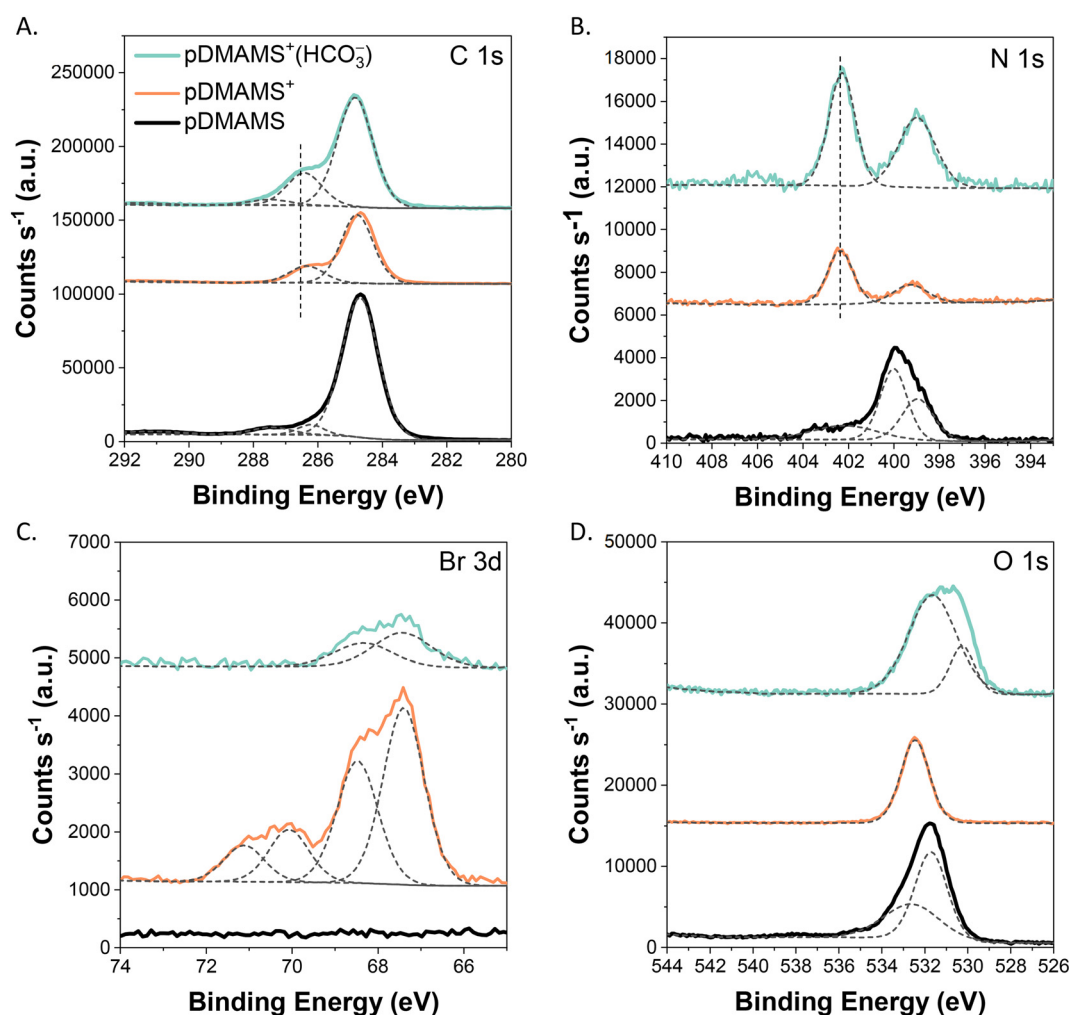 A.
pDMAMS⁺(HCO₃⁻)
pDMAMS⁺
pDMAMS
C 1s
250000
200000
150000
100000
50000
0
292 290 288 286 284 282 280
Counts s⁻¹ (a.u.)
Binding Energy (eV)
B.
N 1s
18000
16000
14000
12000
10000
8000
6000
4000
2000
0
410 408 406 404 402 400 398 396 394
Counts s⁻¹ (a.u.)
Binding Energy (eV)
C.
Br 3d
7000
6000
5000
4000
3000
2000
1000
0
74 72 70 68 66
Counts s⁻¹ (a.u.)
Binding Energy (eV)
D.
O 1s
50000
40000
30000
20000
10000
0
544 542 540 538 536 534 532 530 528 526
Counts s⁻¹ (a.u.)
Binding Energy (eV)